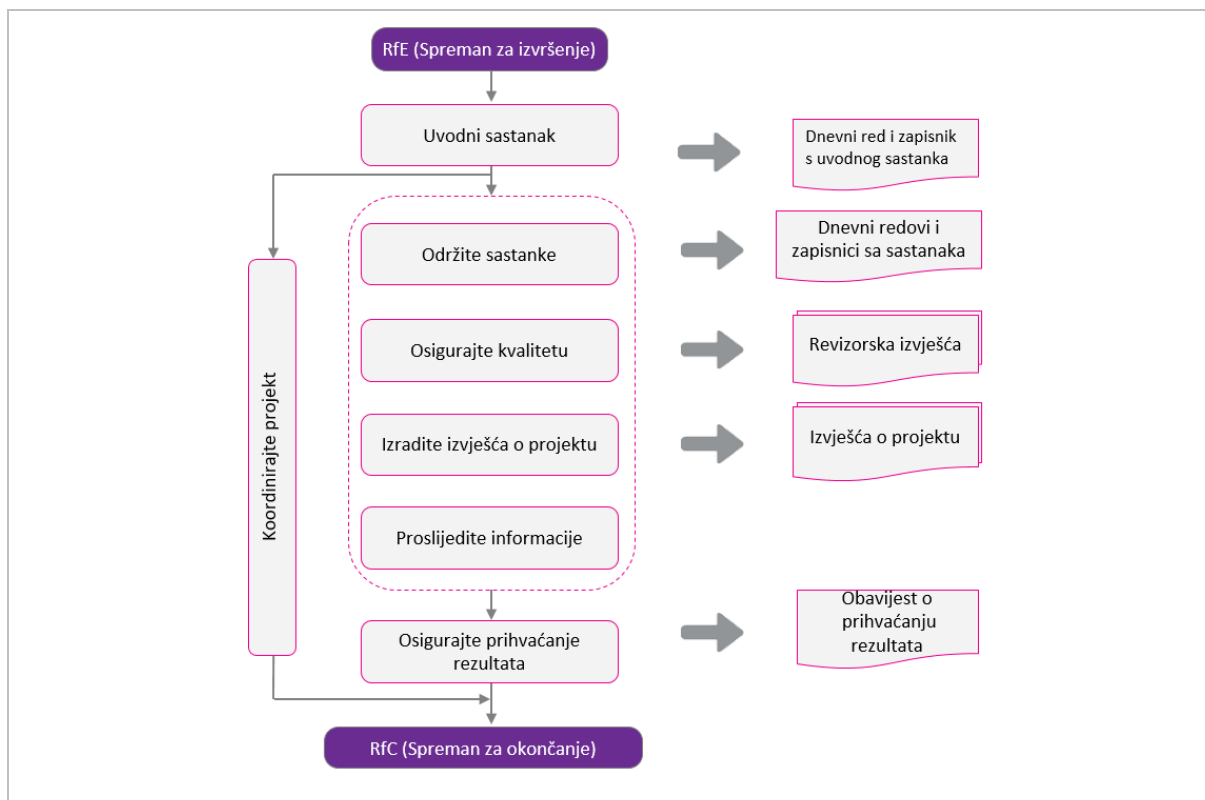 RfE (Spreman za izvršenje)
Uvodni sastanak
Dnevni red i zapisnik
s uvodnog sastanka
Održite sastanke
Dnevni redovi i
zapisnici sa sastanaka
Koordinirajte projekt
Osigurajte kvalitetu
Revizorska izvješća
Izradite izvješća o projektu
Izvješća o projektu
Proslijedite informacije
Osigurajte prihvaćanje
rezultata
Obavijest o
prihvaćanju
rezultata
RfC (Spreman za okončanje)